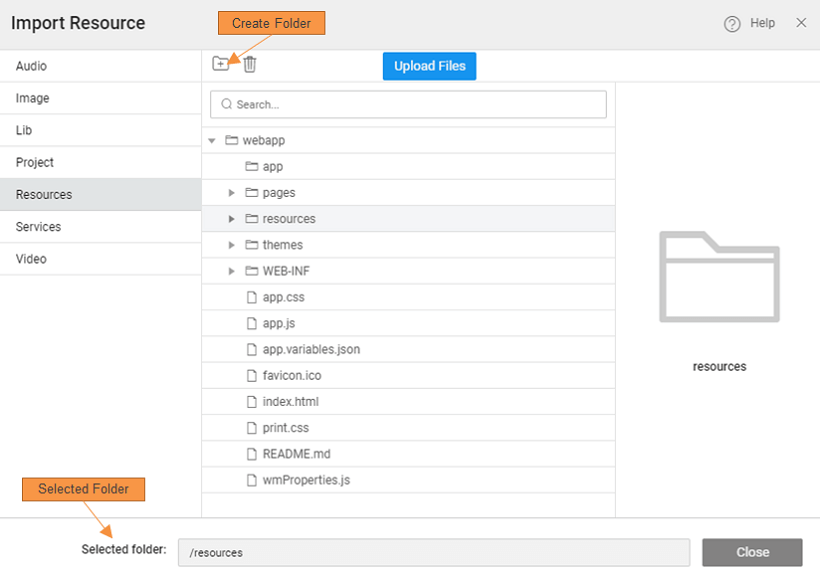 Import Resource
Create Folder
Help
Audio
Image
Lib
Project
Resources
Services
Video
Upload Files
Search...
webapp
app
pages
resources
themes
WEB-INF
app.css
app.js
app.variables.json
favicon.ico
index.html
print.css
README.md
wmProperties.js
resources
Selected Folder
Selected folder:
/resources
Close